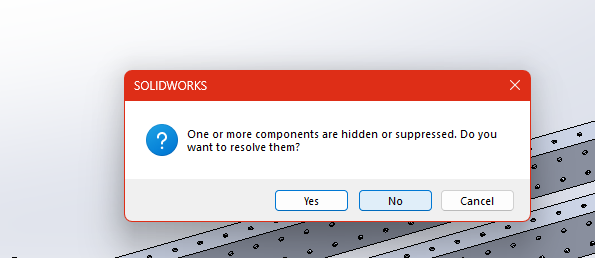 SOLIDWORKS
One or more components are hidden or suppressed. Do you
want to resolve them?
Yes
No
Cancel